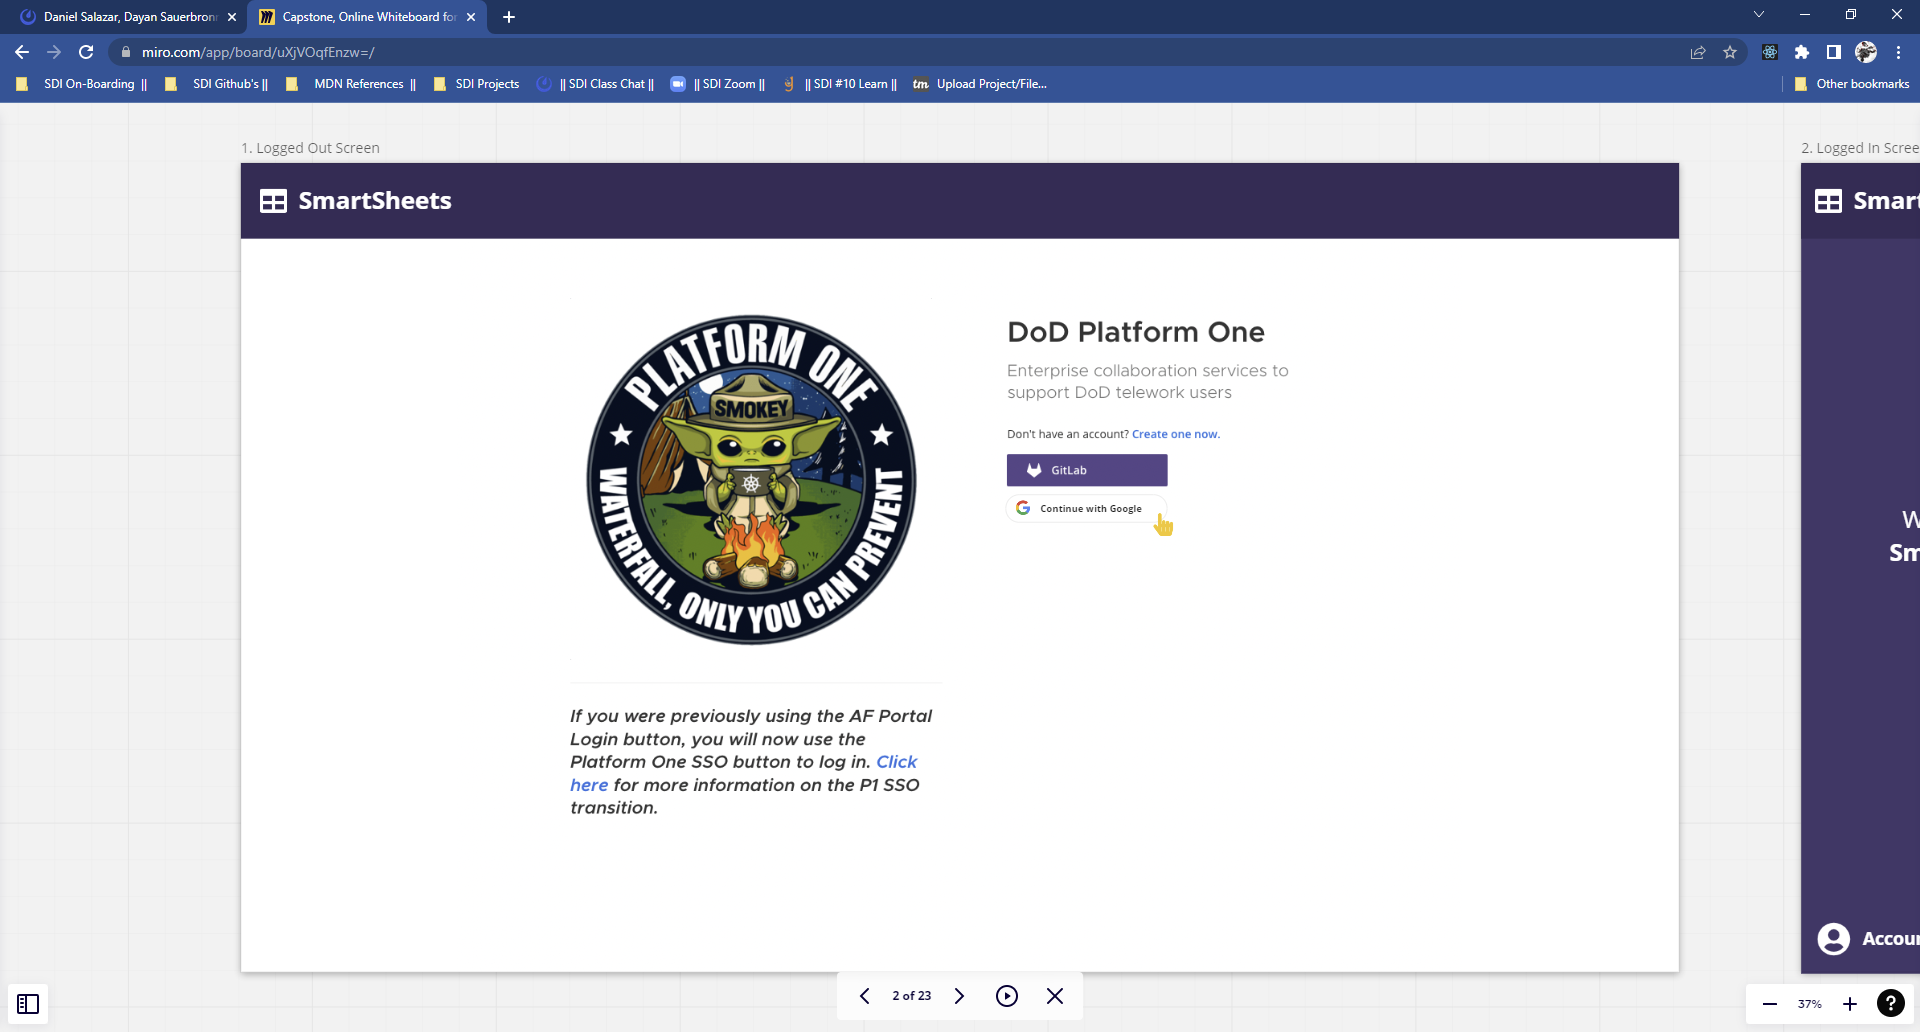 Daniel Salazar, Dayan Sauerbronn
Capstone, Online Whiteboard for
miro.com/app/board/uXjVOqfEnzw=/
SDI On-Boarding || SDI Github's || MDN References || SDI Projects || SDI Class Chat || || SDI Zoom || || SDI #10 Learn || tm Upload Project/File... Other bookmarks
1. Logged Out Screen
2. Logged In Scree
SmartSheets
Smart
PLATFORM ONE
SMOKEY
WATERFALL, ONLY YOU CAN PREVENT
DoD Platform One
Enterprise collaboration services to
support DoD telework users
Don't have an account? Create one now.
GitLab
Continue with Google
If you were previously using the AF Portal
Login button, you will now use the
Platform One SSO button to log in. Click
here for more information on the P1 SSO
transition.
W
Sm
Accoun
2 of 23
37%
?